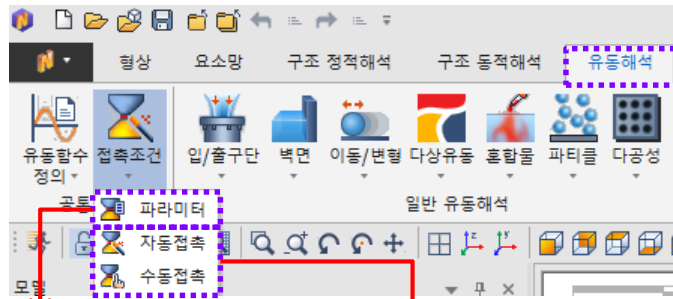 형상 요소망 구조 정적해석 구조 동적해석 유동해석
유동함수 접촉조건 입/출구단 벽면 이동/변형 다상유동 혼합물 파티클 다공성
정의
공통 일반 유동해석
파라미터
자동접촉
수동접촉
모델